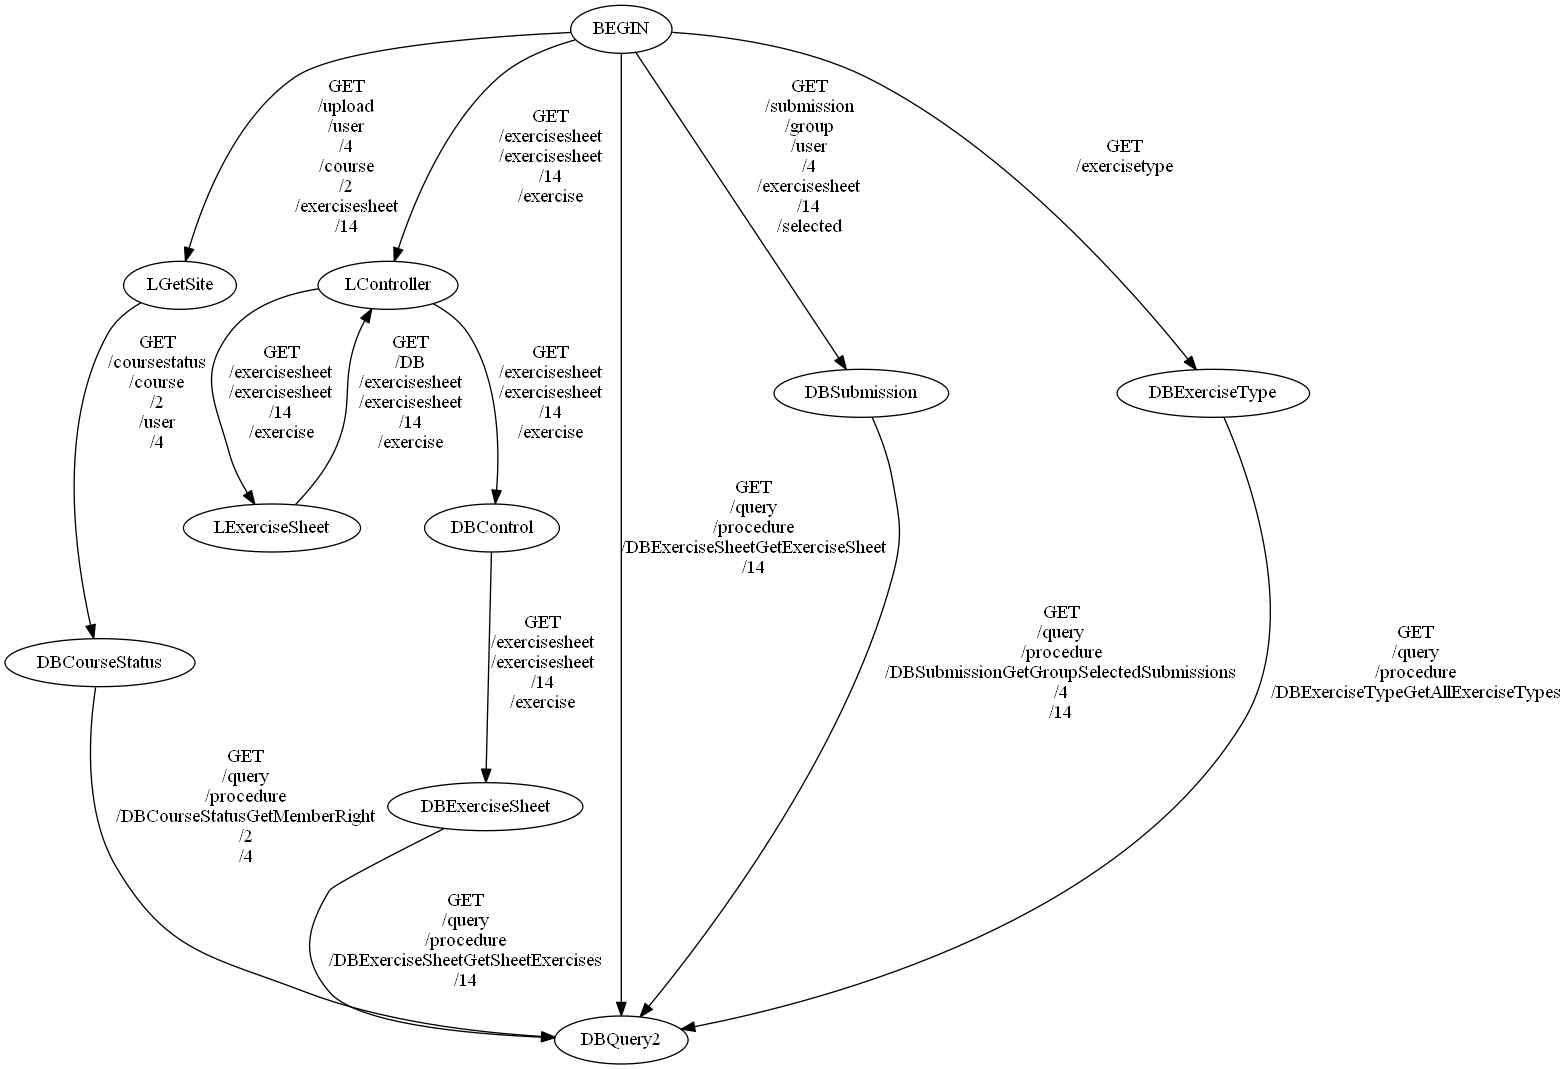 BEGIN
GET
/upload
/user
/4
/course
/2
/exercisesheet
/14
GET
/exercisesheet
/exercisesheet
/14
/exercise
GET
/submission
/group
/user
/4
/exercisesheet
/14
/selected
GET
/exercisetype
LGetSite
LController
GET
/coursestatus
/course
/2
/user
/4
GET
/exercisesheet
/exercisesheet
/14
/exercise
GET
/DB
/exercisesheet
/exercisesheet
/14
/exercise
GET
/exercisesheet
/exercisesheet
/14
/exercise
DBSubmission
DBExerciseType
LExerciseSheet
DBControl
GET
/query
/procedure
/DBExerciseSheetGetExerciseSheet
/14
DBCourseStatus
GET
/exercisesheet
/exercisesheet
/14
/exercise
GET
/query
/procedure
/DBSubmissionGetGroupSelectedSubmissions
/4
/14
GET
/query
/procedure
/DBExerciseTypeGetAllExerciseTypes
GET
/query
/procedure
/DBCourseStatusGetMemberRight
/2
/4
DBExerciseSheet
GET
/query
/procedure
/DBExerciseSheetGetSheetExercises
/14
DBQuery2